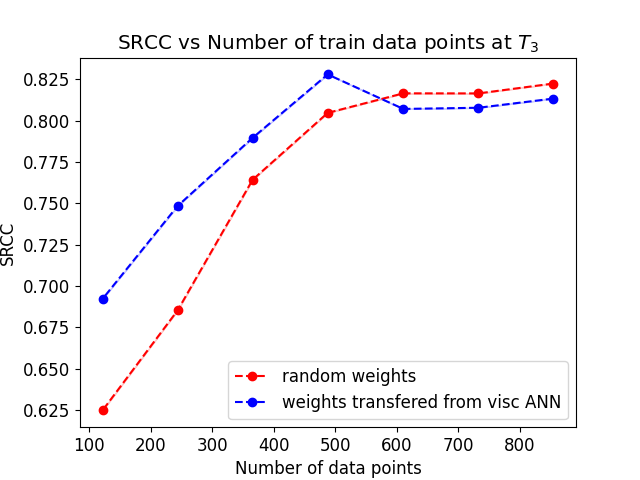 SRCC vs Number of train data points at T₃
0.825
0.800
0.775
0.750
0.725
0.700
0.675
0.650
0.625
SRCC
random weights
weights transfered from visc ANN
100 200 300 400 500 600 700 800
Number of data points